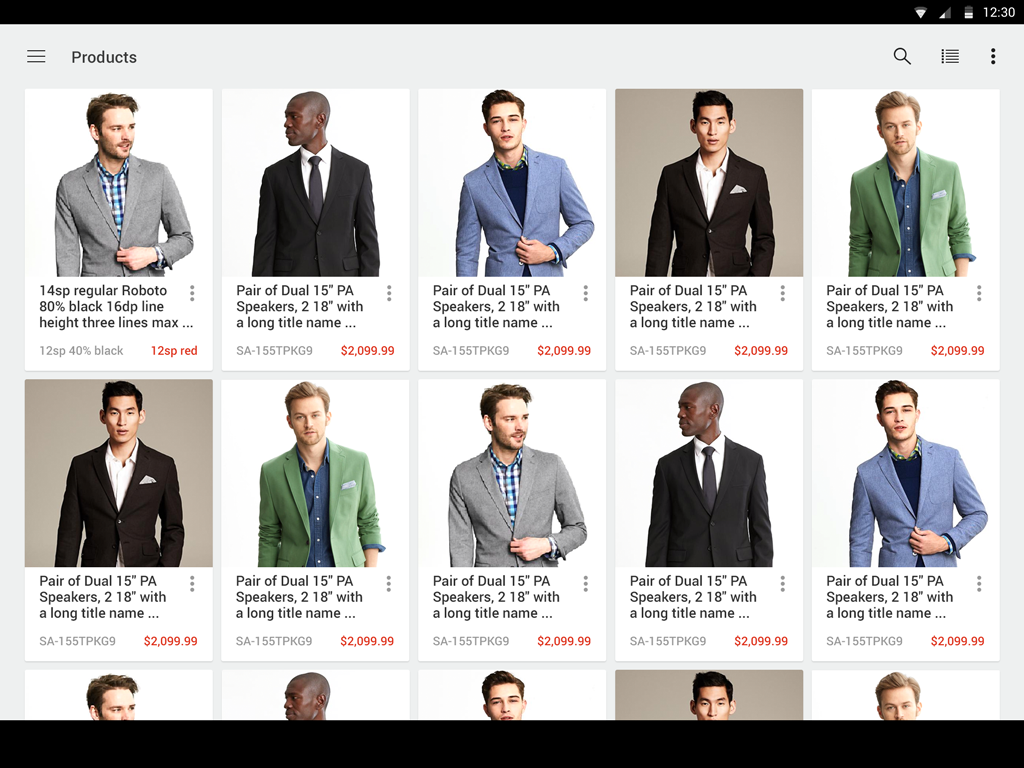 12:30
Products
14sp regular Roboto
80% black 16dp line
height three lines max ...
12sp 40% black 12sp red
Pair of Dual 15" PA
Speakers, 2 18" with
a long title name ...
SA-155TPKG9 $2,099.99
Pair of Dual 15" PA
Speakers, 2 18" with
a long title name ...
SA-155TPKG9 $2,099.99
Pair of Dual 15" PA
Speakers, 2 18" with
a long title name ...
SA-155TPKG9 $2,099.99
Pair of Dual 15" PA
Speakers, 2 18" with
a long title name ...
SA-155TPKG9 $2,099.99
Pair of Dual 15" PA
Speakers, 2 18" with
a long title name ...
SA-155TPKG9 $2,099.99
Pair of Dual 15" PA
Speakers, 2 18" with
a long title name ...
SA-155TPKG9 $2,099.99
Pair of Dual 15" PA
Speakers, 2 18" with
a long title name ...
SA-155TPKG9 $2,099.99
Pair of Dual 15" PA
Speakers, 2 18" with
a long title name ...
SA-155TPKG9 $2,099.99
Pair of Dual 15" PA
Speakers, 2 18" with
a long title name ...
SA-155TPKG9 $2,099.99